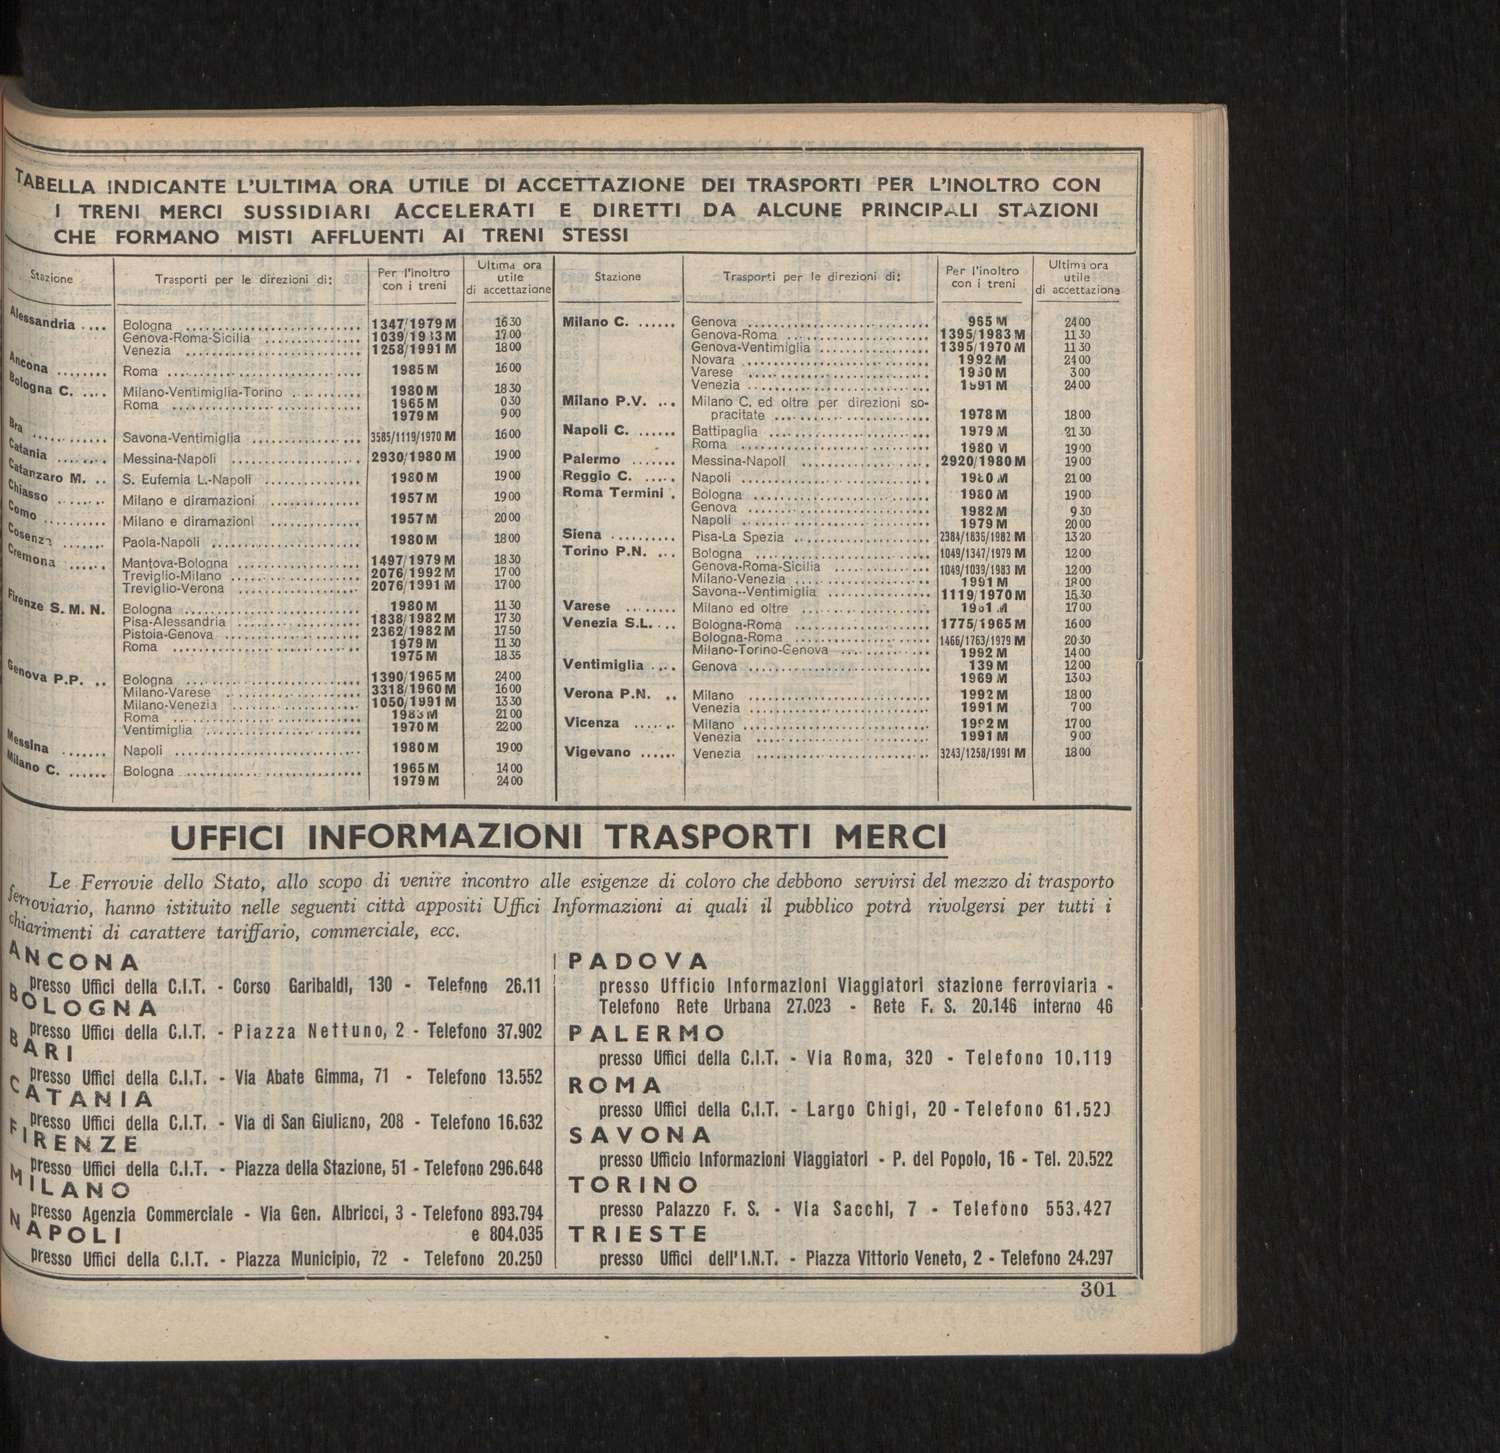 TABELLA INDICANTE L'ULTIMA ORA UTILE DI ACCETTAZIONE DEI TRASPORTI PER L'INOLTRO CON
I TRENI MERCI SUSSIDIARI ACCELERATI E DIRETTI DA ALCUNE PRINCIPALI STAZIONI
CHE FORMANO MISTI AFFLUENTI AI TRENI STESSI
Stazione Trasporti per le direzioni di: Per l'inoltro con i treni Ultima ora utile di accettazione
Alessandria .... Bologna 1347/1979 M 16 30
Genova-Roma-Sicilia 1039/1983 M 17 00
Venezia 1258/1991 M 18 00
Ancona ........ Roma 1985 M 16 00
Bologna C. .... Milano-Ventimiglia-Torino 1980 M 18 30
Roma 1965 M 0 30
1979 M 9 00
Bra ........... Savona-Ventimiglia 3585/1119/1970 M 16 00
Catania ....... Messina-Napoli 2930/1980 M 19 00
Catanzaro M. .. S. Eufemia L.-Napoli 1980 M 19 00
Chiasso ....... Milano e diramazioni 1957 M 19 00
Como .......... Milano e diramazioni 1957 M 20 00
Cosenza ....... Paola-Napoli 1980 M 18 00
Cremona ...... Mantova-Bologna 1497/1979 M 18 30
Treviglio-Milano 2076/1992 M 17 00
Treviglio-Verona 2076/1991 M 17 00
Firenze S. M. N. Bologna 1980 M 11 30
Pisa-Alessandria 1838/1982 M 17 30
Pistoia-Genova 2362/1982 M 17 50
Roma 1979 M 11 30
1975 M 18 35
Genova P.P. .. Bologna 1390/1965 M 24 00
Milano-Varese 3318/1960 M 16 00
Milano-Venezia 1050/1991 M 13 30
Roma 1983 M 21 00
Ventimiglia 1970 M 22 00
Messina ....... Napoli 1980 M 19 00
Milano C. ...... Bologna 1965 M 14 00
1979 M 24 00
Stazione Trasporti per le direzioni di: Per l'inoltro con i treni Ultima ora utile di accettazione
Milano C. ...... Genova 965 M 24 00
Genova-Roma 1395/1983 M 11 30
Genova-Ventimiglia 1395/1970 M 11 30
Novara 1992 M 24 00
Varese 1960 M 3 00
Venezia 1991 M 24 00
Milano P.V. ... Milano C. ed oltre per direzioni so-
pracitate 1978 M 18 00
Napoli C. ...... Battipaglia 1979 M 21 30
Roma 1980 M 19 00
Palermo ....... Messina-Napoli 2920/1980 M 19 00
Reggio C. ..... Napoli 1980 M 21 00
Roma Termini . Bologna 1980 M 19 00
Genova 1982 M 9 30
Napoli 1979 M 20 00
Siena .......... Pisa-La Spezia 2384/1836/1982 M 13 20
Torino P.N. ... Bologna 1049/1347/1979 M 12 00
Genova-Roma-Sicilia 1049/1039/1983 M 12 00
Milano-Venezia 1991 M 18 00
Savona--Ventimiglia 1119/1970 M 15 30
Varese ........ Milano ed oltre M 17 00
Venezia S.L. ... Bologna-Roma 1775/1965 M 16 00
Bologna-Roma 1466/1763/1979 M 20 30
Milano-Torino-Genova 1992 M 14 00
Ventimiglia .... Genova 139 M 12 00
1969 M 13 00
Verona P.N. .. Milano 1992 M 18 00
Venezia 1991 M 7 00
Vicenza ....... Milano 1992 M 17 00
Venezia 1991 M 9 00
Vigevano ...... Venezia 3243/1258/1991 M 18 00
UFFICI INFORMAZIONI TRASPORTI MERCI
Le Ferrovie dello Stato, allo scopo di venire incontro alle esigenze di coloro che debbono servirsi del mezzo di trasporto
ferroviario, hanno istituito nelle seguenti città appositi Uffici Informazioni ai quali il pubblico potrà rivolgersi per tutti i
chiarimenti di carattere tariffario, commerciale, ecc.
ANCONA
presso Uffici della C.I.T. - Corso Garibaldi, 130 - Telefono 26.11
BOLOGNA
presso Uffici della C.I.T. - Piazza Nettuno, 2 - Telefono 37.902
BARI
presso Uffici della C.I.T. - Via Abate Gimma, 71 - Telefono 13.552
CATANIA
presso Uffici della C.I.T. - Via di San Giuliano, 208 - Telefono 16.632
FIRENZE
presso Uffici della C.I.T. - Piazza della Stazione, 51 - Telefono 296.648
MILANO
presso Agenzia Commerciale - Via Gen. Albricci, 3 - Telefono 893.794
e 804.035
NAPOLI
presso Uffici della C.I.T. - Piazza Municipio, 72 - Telefono 20.250
PADOVA
presso Ufficio Informazioni Viaggiatori stazione ferroviaria -
Telefono Rete Urbana 27.023 - Rete F. S. 20.146 interno 46
PALERMO
presso Uffici della C.I.T. - Via Roma, 320 - Telefono 10.119
ROMA
presso Uffici della C.I.T. - Largo Chigi, 20 - Telefono 61.520
SAVONA
presso Ufficio Informazioni Viaggiatori - P. del Popolo, 16 - Tel. 20.522
TORINO
presso Palazzo F. S. - Via Sacchi, 7 - Telefono 553.427
TRIESTE
presso Uffici dell'I.N.T. - Piazza Vittorio Veneto, 2 - Telefono 24.297
301